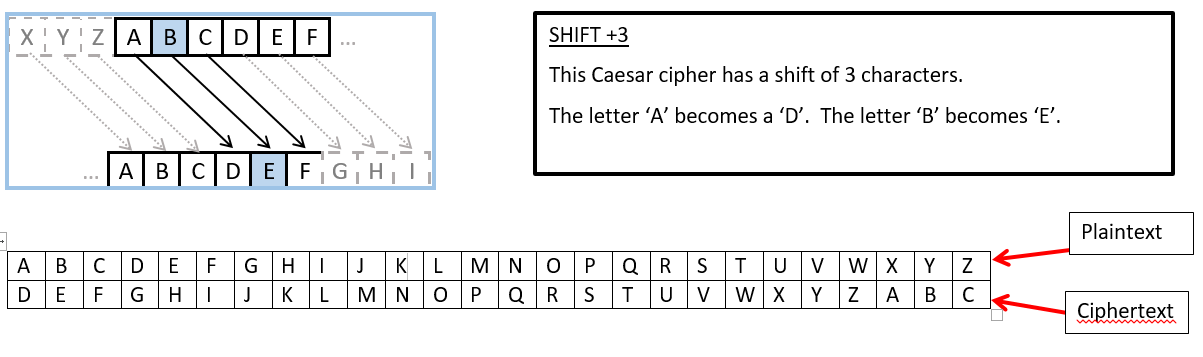 X Y Z A B C D E F ...
... A B C D E F G H I
SHIFT +3
This Caesar cipher has a shift of 3 characters.
The letter ‘A’ becomes a ‘D’.  The letter ‘B’ becomes ‘E’.
Plaintext
A B C D E F G H I J K L M N O P Q R S T U V W X Y Z
D E F G H I J K L M N O P Q R S T U V W X Y Z A B C
Ciphertext